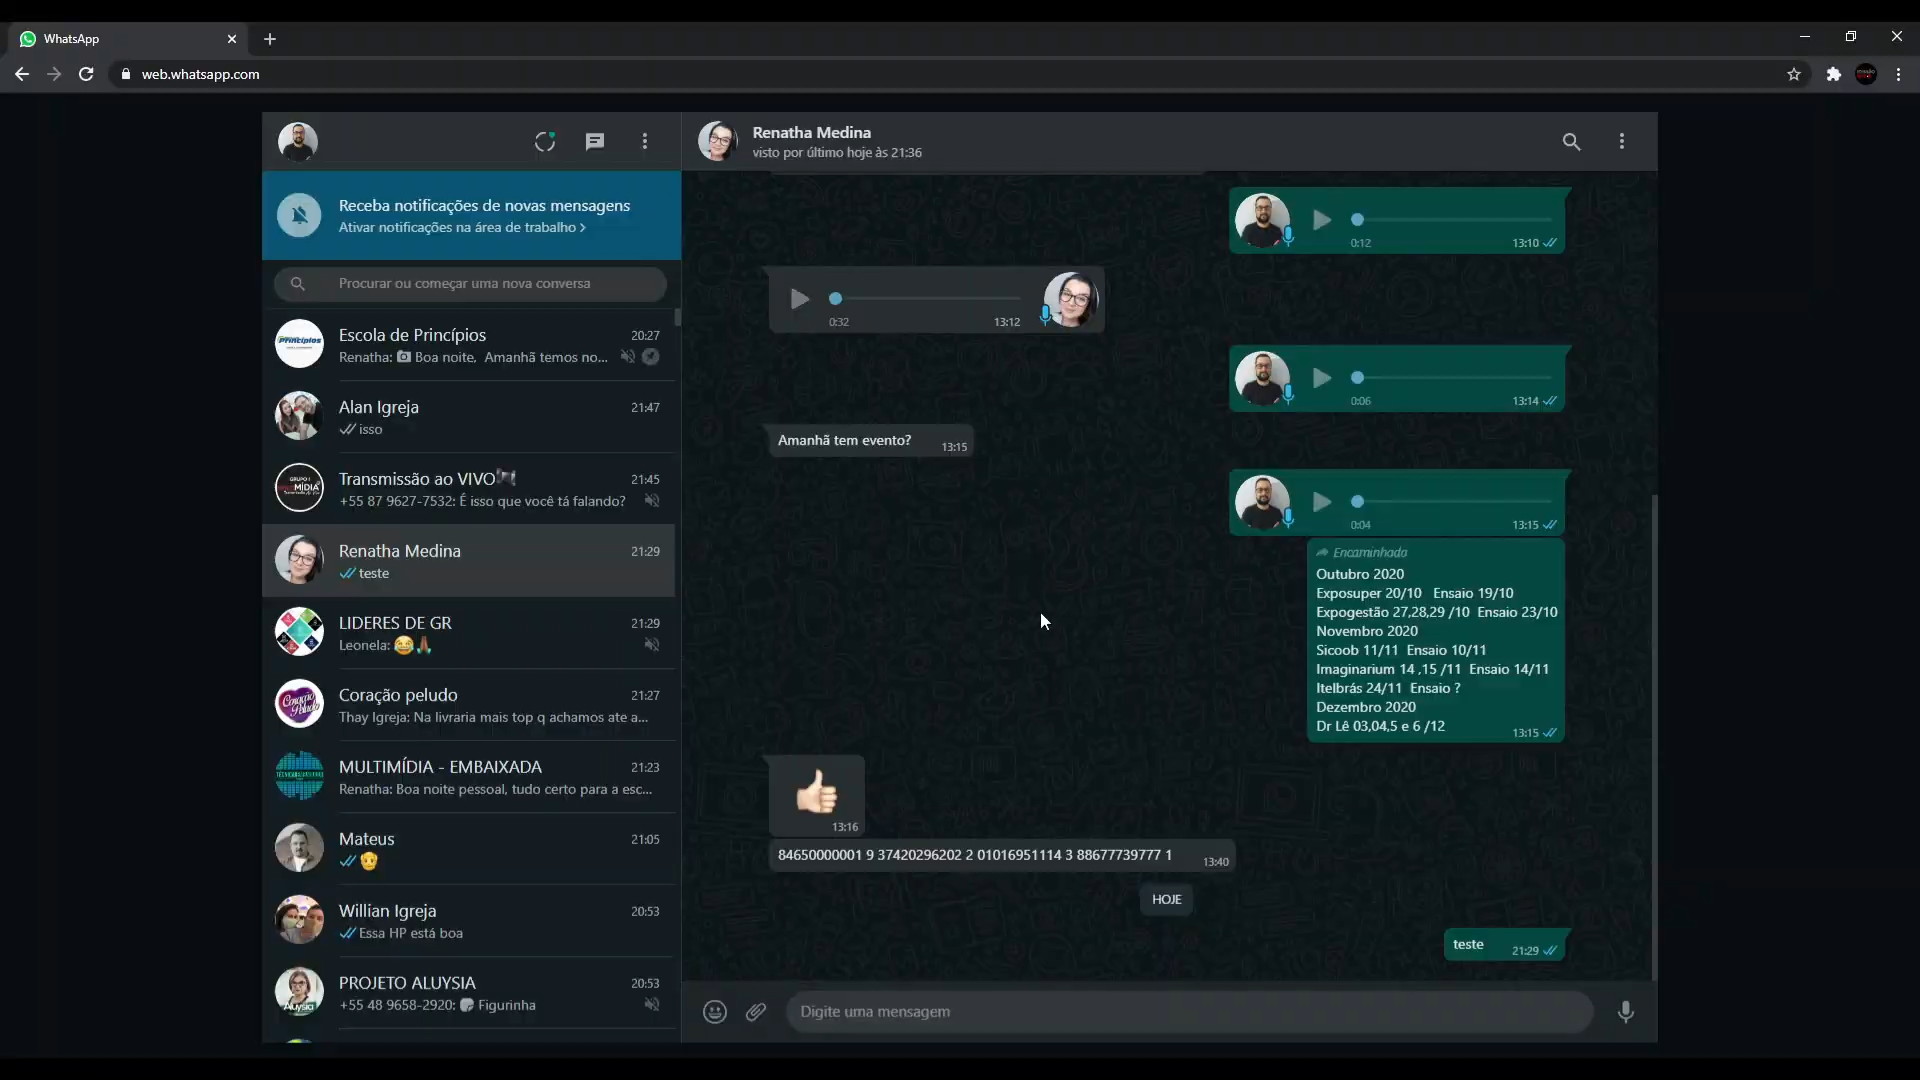 WhatsApp
web.whatsapp.com
Receba notificações de novas mensagens
Ativar notificações na área de trabalho
Procurar ou começar uma nova conversa
Escola de Princípios 20:27
Renatha: Boa noite, Amanhã temos no...
Alan Igreja 21:47
isso
Transmissão ao VIVO 21:45
+55 87 9627-7532: É isso que você tá falando?
Renatha Medina 21:29
teste
LIDERES DE GR 21:29
Leonela: 😂🙏🏾
Coração peludo 21:27
Thay Igreja: Na livraria mais top q achamos ate a...
MULTIMÍDIA - EMBAIXADA 21:23
Renatha: Boa noite pessoal, tudo certo para a esc...
Mateus 21:05
Willian Igreja 20:53
Essa HP está boa
PROJETO ALUYSIA 20:53
+55 48 9658-2920: Figurinha
Princípios
GRUPO 1
MÍDIA
Coração
Peludo
Aluysia
Renatha Medina
visto por último hoje às 21:36
0:12 13:10
0:32 13:12
0:06 13:14
Amanhã tem evento? 13:15
0:04 13:15
Encaminhada
Outubro 2020
Exposuper 20/10 Ensaio 19/10
Expogestão 27,28,29 /10 Ensaio 23/10
Novembro 2020
Sicoob 11/11 Ensaio 10/11
Imaginarium 14 ,15 /11 Ensaio 14/11
Itelbrás 24/11 Ensaio ?
Dezembro 2020
Dr Lê 03,04,5 e 6 /12 13:15
👍🏻 13:16
84650000001 9 37420296202 2 01016951114 3 88677739777 1 13:40
HOJE
teste 21:29
Digite uma mensagem